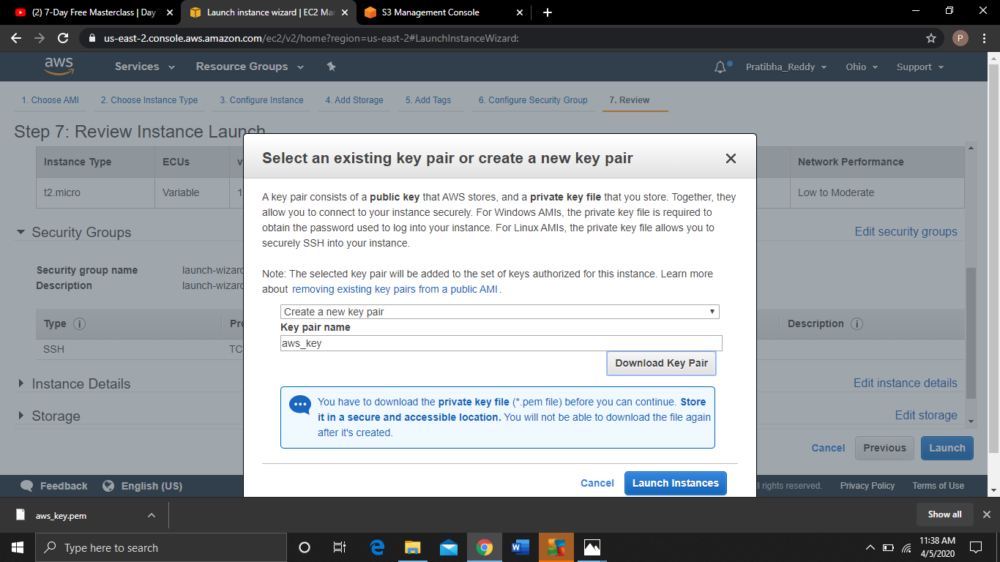 (2) 7-Day Free Masterclass | Day
Launch instance wizard | EC2 Ma
S3 Management Console
us-east-2.console.aws.amazon.com/ec2/v2/home?region=us-east-2#LaunchInstanceWizard:
P
aws
Services
Resource Groups
Pratibha_Reddy
Ohio
Support
1. Choose AMI
2. Choose Instance Type
3. Configure Instance
4. Add Storage
5. Add Tags
6. Configure Security Group
7. Review
Step 7: Review Instance Launch
Instance Type
ECUs
v
Network Performance
t2.micro
Variable
1
Low to Moderate
Security Groups
Edit security groups
Security group name
launch-wizard
Description
launch-wizard
Type
Pro
Description
SSH
TC
Instance Details
Edit instance details
Storage
Edit storage
Cancel
Previous
Launch
Select an existing key pair or create a new key pair
A key pair consists of a public key that AWS stores, and a private key file that you store. Together, they
allow you to connect to your instance securely. For Windows AMIs, the private key file is required to
obtain the password used to log into your instance. For Linux AMIs, the private key file allows you to
securely SSH into your instance.
Note: The selected key pair will be added to the set of keys authorized for this instance. Learn more
about removing existing key pairs from a public AMI .
Create a new key pair
Key pair name
aws_key
Download Key Pair
You have to download the private key file (*.pem file) before you can continue. Store
it in a secure and accessible location. You will not be able to download the file again
after it's created.
Cancel
Launch Instances
Feedback
English (US)
l rights reserved.
Privacy Policy
Terms of Use
aws_key.pem
Show all
Type here to search
11:38 AM
4/5/2020